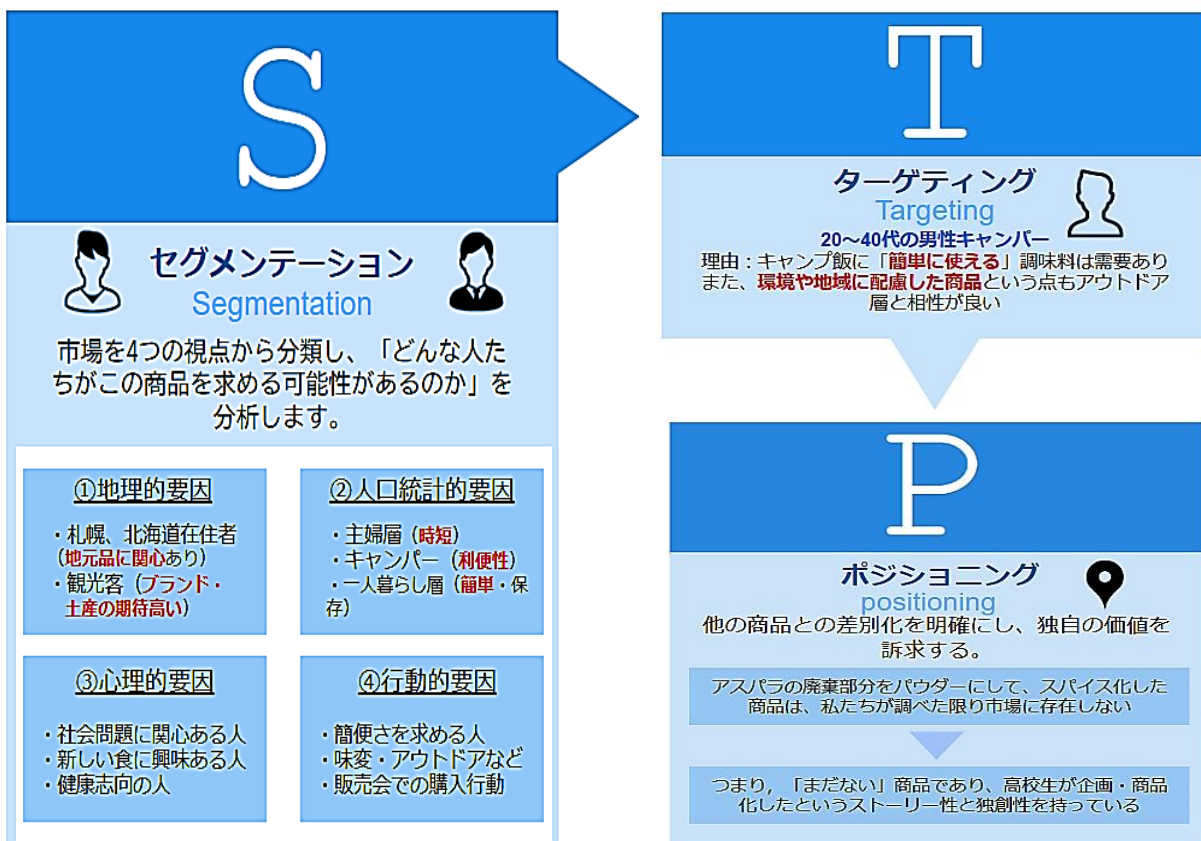 S
セグメンテーション
Segmentation
市場を4つの視点から分類し、「どんな人た
ちがこの商品を求める可能性があるのか」を
分析します。
①地理的要因
・札幌、北海道在住者
(地元品に関心あり)
・観光客（ブランド・
土産の期待高い）
②人口統計的要因
・主婦層（時短）
・キャンパー（利便性）
・一人暮らし層（簡単・保
存）
③心理的要因
・社会問題に関心ある人
・新しい食に興味ある人
・健康志向の人
④行動的要因
・簡便さを求める人
・味変・アウトドアなど
・販売会での購入行動
T
ターゲティング
Targeting
20～40代の男性キャンパー
理由：キャンプ飯に「簡単に使える」調味料は需要あり
また、環境や地域に配慮した商品という点もアウトドア
層と相性が良い
P
ポジショニング
positioning
他の商品との差別化を明確にし、独自の価値を
訴求する。
アスパラの廃棄部分をパウダーにして、スパイス化した
商品は、私たちが調べた限り市場に存在しない
つまり，「まだない」商品であり、高校生が企画・商品
化したというストーリー性と独創性を持っている